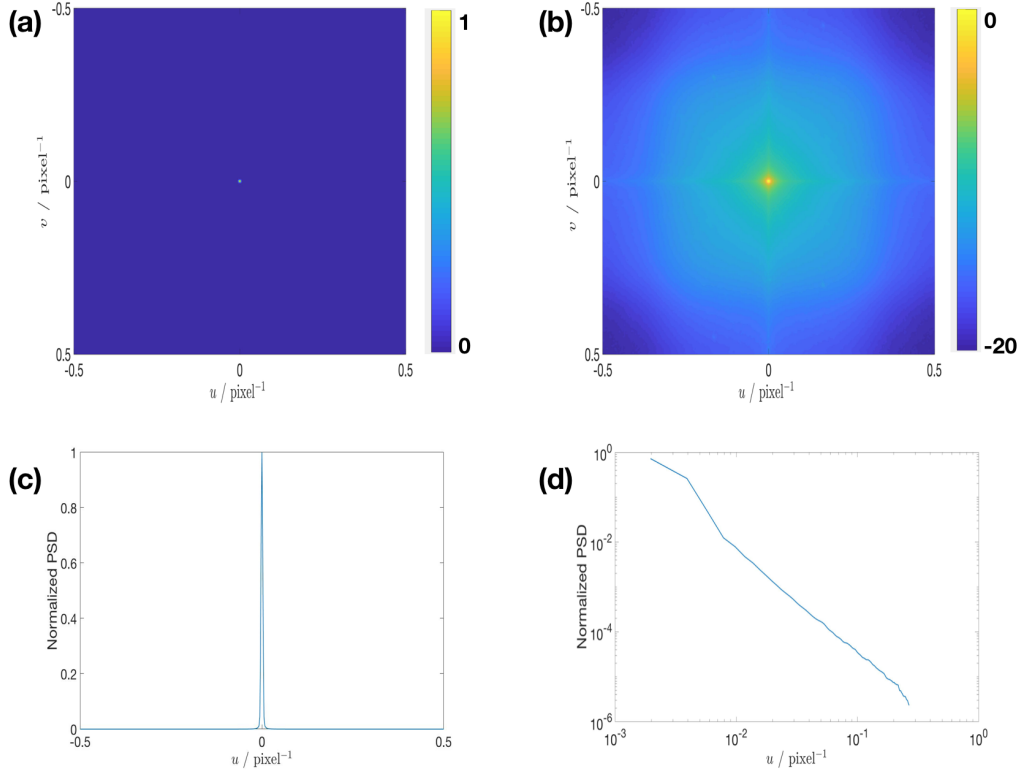 (a)
-0.5
0
0.5
v / pixel⁻¹
-0.5 0 0.5
u / pixel⁻¹
1
0
(b)
-0.5
0
0.5
v / pixel⁻¹
-0.5 0 0.5
u / pixel⁻¹
0
-20
(c)
1
0.8
0.6
0.4
0.2
0
Normalized PSD
-0.5 0 0.5
u / pixel⁻¹
(d)
10⁰
10⁻²
10⁻⁴
10⁻⁶
Normalized PSD
10⁻³ 10⁻² 10⁻¹ 10⁰
u / pixel⁻¹